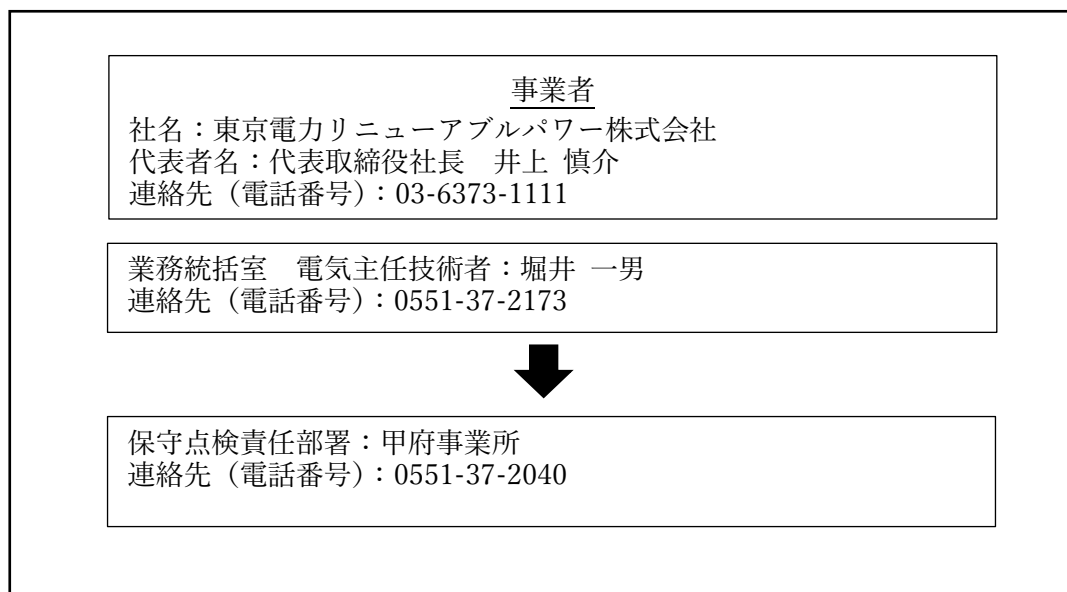 事業者
社名：東京電力リニューアブルパワー株式会社
代表者名：代表取締役社長　井上 慎介
連絡先（電話番号）：03-6373-1111
業務統括室　電気主任技術者：堀井 一男
連絡先（電話番号）：0551-37-2173
保守点検責任部署：甲府事業所
連絡先（電話番号）：0551-37-2040